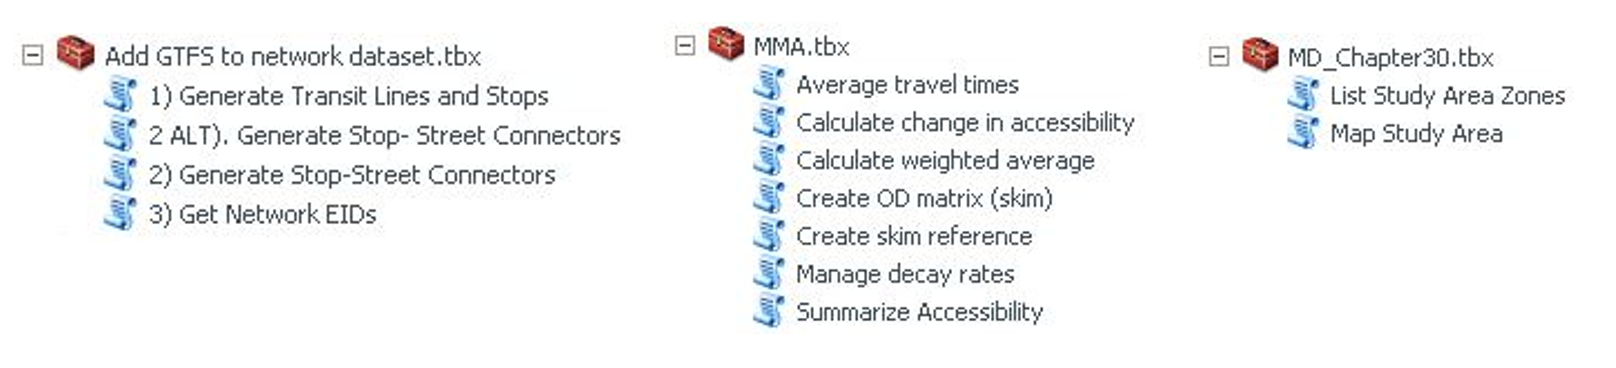 Add GTFS to network dataset.tbx
1) Generate Transit Lines and Stops
2 ALT). Generate Stop- Street Connectors
2) Generate Stop-Street Connectors
3) Get Network EIDs
MMA.tbx
Average travel times
Calculate change in accessibility
Calculate weighted average
Create OD matrix (skim)
Create skim reference
Manage decay rates
Summarize Accessibility
MD_Chapter30.tbx
List Study Area Zones
Map Study Area